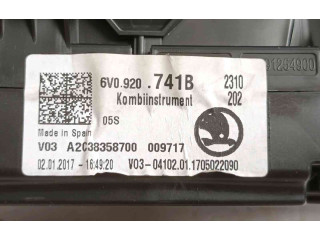 11294900
6V0.920 .741B 2310
Kombiinstrument 202
05S
Made in Spain
V03 A2C38358700 009717
02.01.2017 - 16:49:20 V03-04102.01.1705022090